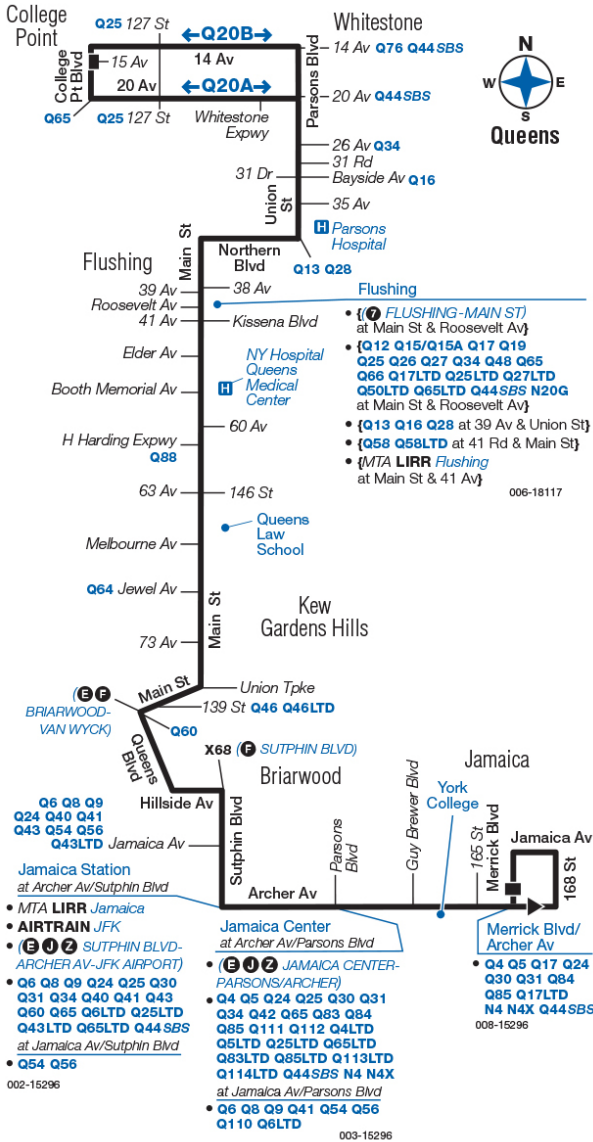 College
Point
Q25 127 St
←Q20B→
14 Av
Whitestone
14 Av Q76 Q44SBS
Parsons Blvd
N
W
E
S
Queens
College
Pt Blvd
15 Av
20 Av
←Q20A→
20 Av Q44SBS
Q65
Q25 127 St
Whitestone
Expwy
26 Av Q34
31 Rd
31 Dr
Bayside Av Q16
Union
St
35 Av
H Parsons
Hospital
Main St
Northern
Blvd
Q13 Q28
Flushing
39 Av
38 Av
Roosevelt Av
41 Av
Kissena Blvd
Flushing
• {(7 FLUSHING-MAIN ST)
at Main St & Roosevelt Av}
• {Q12 Q15/Q15A Q17 Q19
Q25 Q26 Q27 Q34 Q48 Q65
Q66 Q17LTD Q25LTD Q27LTD
Q50LTD Q65LTD Q44SBS N20G
at Main St & Roosevelt Av}
• {Q13 Q16 Q28 at 39 Av & Union St}
• {Q58 Q58LTD at 41 Rd & Main St}
• {MTA LIRR Flushing
at Main St & 41 Av}
006-18117
Elder Av
Booth Memorial Av
H
NY Hospital
Queens
Medical
Center
60 Av
H Harding Expwy
Q88
63 Av
146 St
Queens
Law
School
Melbourne Av
Q64 Jewel Av
Main St
Kew
Gardens Hills
73 Av
Main St
Union Tpke
139 St Q46 Q46LTD
(E F
BRIARWOOD-
VAN WYCK)
Q60
Queens
Blvd
X68 (F SUTPHIN BLVD)
Briarwood
Jamaica
Hillside Av
Q6 Q8 Q9
Q24 Q40 Q41
Q43 Q54 Q56
Q43LTD
Jamaica Av
Sutphin Blvd
Archer Av
Parsons
Blvd
Guy Brewer Blvd
York
College
165 St
Merrick Blvd
Jamaica Av
168 St
Jamaica Station
at Archer Av/Sutphin Blvd
• MTA LIRR Jamaica
• AIRTRAIN JFK
• (E J Z SUTPHIN BLVD-
ARCHER AV-JFK AIRPORT)
• Q6 Q8 Q9 Q24 Q25 Q30
Q31 Q34 Q40 Q41 Q43
Q60 Q65 Q6LTD Q25LTD
Q43LTD Q65LTD Q44SBS
at Jamaica Av/Sutphin Blvd
• Q54 Q56
002-15296
Jamaica Center
at Archer Av/Parsons Blvd
• (E J Z JAMAICA CENTER-
PARSONS/ARCHER)
• Q4 Q5 Q24 Q25 Q30 Q31
Q34 Q42 Q65 Q83 Q84
Q85 Q111 Q112 Q4LTD
Q5LTD Q25LTD Q65LTD
Q83LTD Q85LTD Q113LTD
Q114LTD Q44SBS N4 N4X
at Jamaica Av/Parsons Blvd
• Q6 Q8 Q9 Q41 Q54 Q56
Q110 Q6LTD
003-15296
Merrick Blvd/
Archer Av
• Q4 Q5 Q17 Q24
Q30 Q31 Q84
Q85 Q17LTD
N4 N4X Q44SBS
008-15296